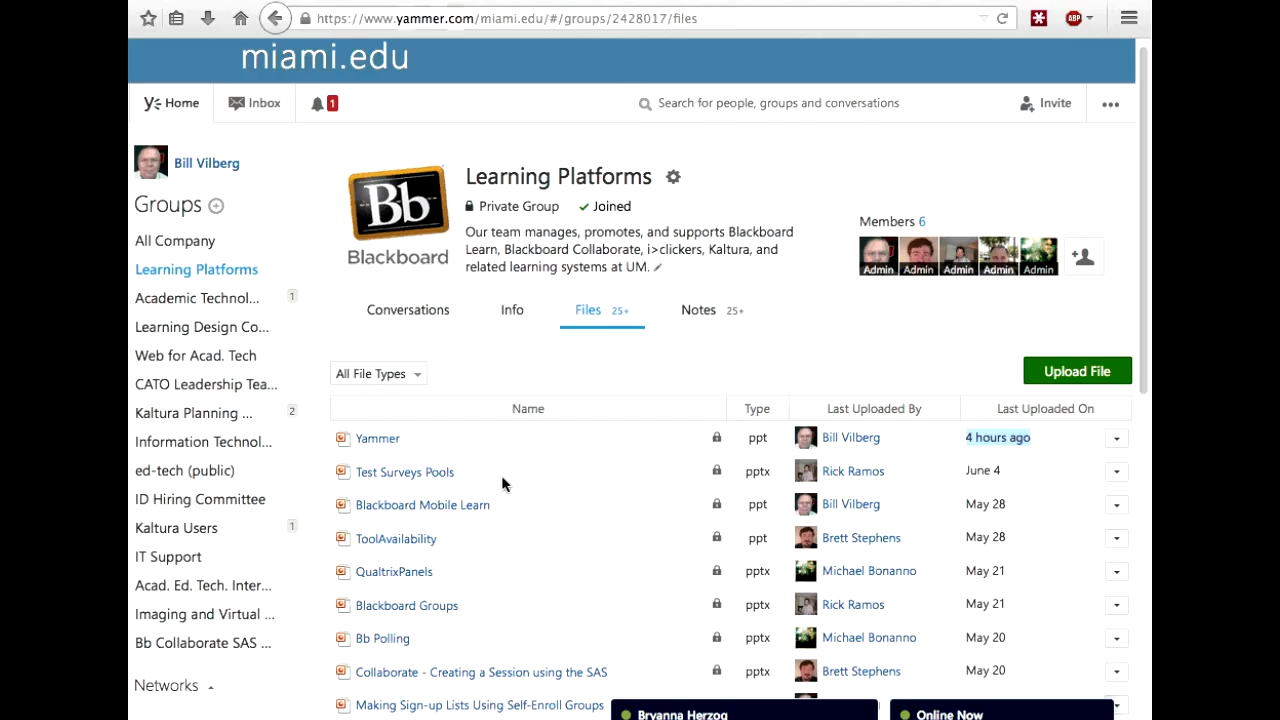 https://www.yammer.com/miami.edu/#/groups/2428017/files
ABP
miami.edu
Home
Inbox
1
Search for people, groups and conversations
Invite
Bill Vilberg
Groups
All Company
Learning Platforms
Academic Technol...
1
Learning Design Co...
Web for Acad. Tech
CATO Leadership Tea...
Kaltura Planning ...
2
Information Technol...
ed-tech (public)
ID Hiring Committee
Kaltura Users
1
IT Support
Acad. Ed. Tech. Inter...
Imaging and Virtual ...
Bb Collaborate SAS ...
Networks
Bb
Blackboard
Learning Platforms
Private Group Joined
Our team manages, promotes, and supports Blackboard
Learn, Blackboard Collaborate, i>clickers, Kaltura, and
related learning systems at UM.
Members 6
Admin Admin Admin Admin Admin
Conversations Info Files 25+ Notes 25+
All File Types
Upload File
Name Type Last Uploaded By Last Uploaded On
Yammer ppt Bill Vilberg 4 hours ago
Test Surveys Pools pptx Rick Ramos June 4
Blackboard Mobile Learn ppt Bill Vilberg May 28
ToolAvailability ppt Brett Stephens May 28
QualtrixPanels pptx Michael Bonanno May 21
Blackboard Groups pptx Rick Ramos May 21
Bb Polling pptx Michael Bonanno May 20
Collaborate - Creating a Session using the SAS pptx Brett Stephens May 20
Making Sign-up Lists Using Self-Enroll Groups
Bryanna Herzog
Online Now